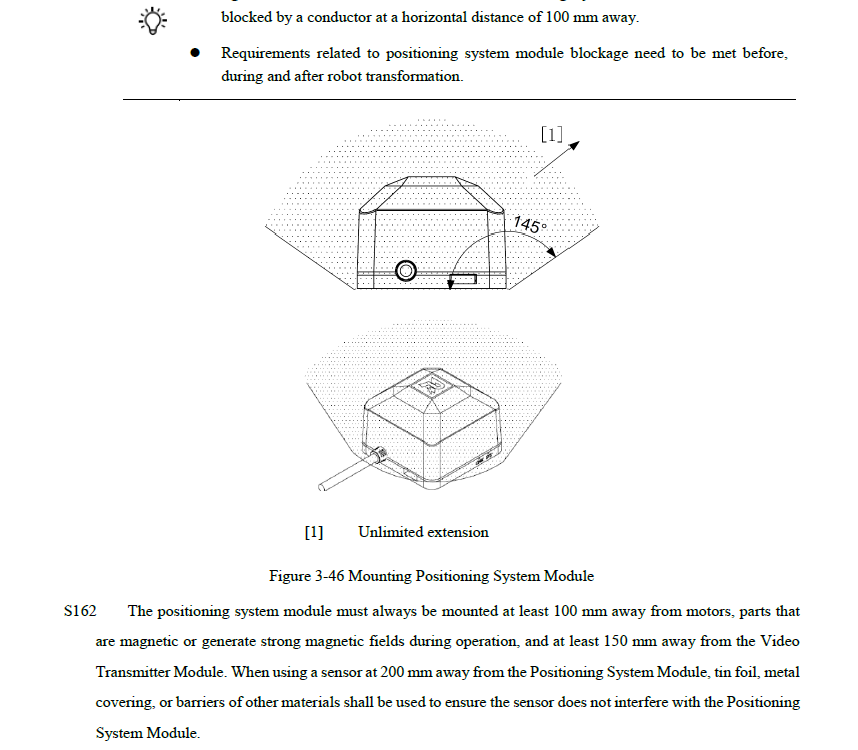 blocked by a conductor at a horizontal distance of 100 mm away.
● Requirements related to positioning system module blockage need to be met before,
during and after robot transformation.
[1]
145°
[1] Unlimited extension
Figure 3-46 Mounting Positioning System Module
S162 The positioning system module must always be mounted at least 100 mm away from motors, parts that
are magnetic or generate strong magnetic fields during operation, and at least 150 mm away from the Video
Transmitter Module. When using a sensor at 200 mm away from the Positioning System Module, tin foil, metal
covering, or barriers of other materials shall be used to ensure the sensor does not interfere with the Positioning
System Module.